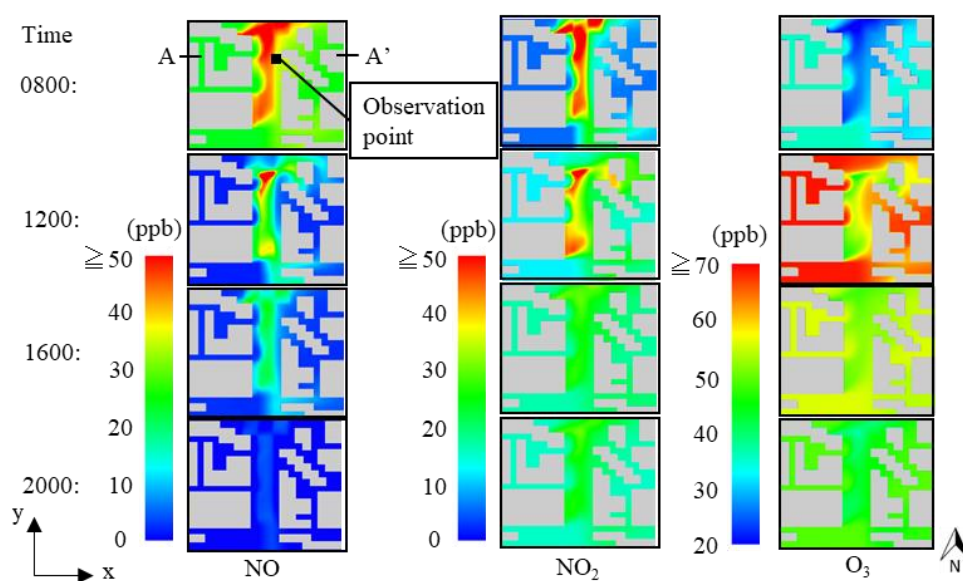 Time
0800:
A
A’
Observation
point
1200:
(ppb)
≧ 50
40
30
20
10
0
(ppb)
≧ 50
40
30
20
10
0
(ppb)
≧ 70
60
50
40
30
20
1600:
2000:
y
x
NO
NO₂
O₃
N